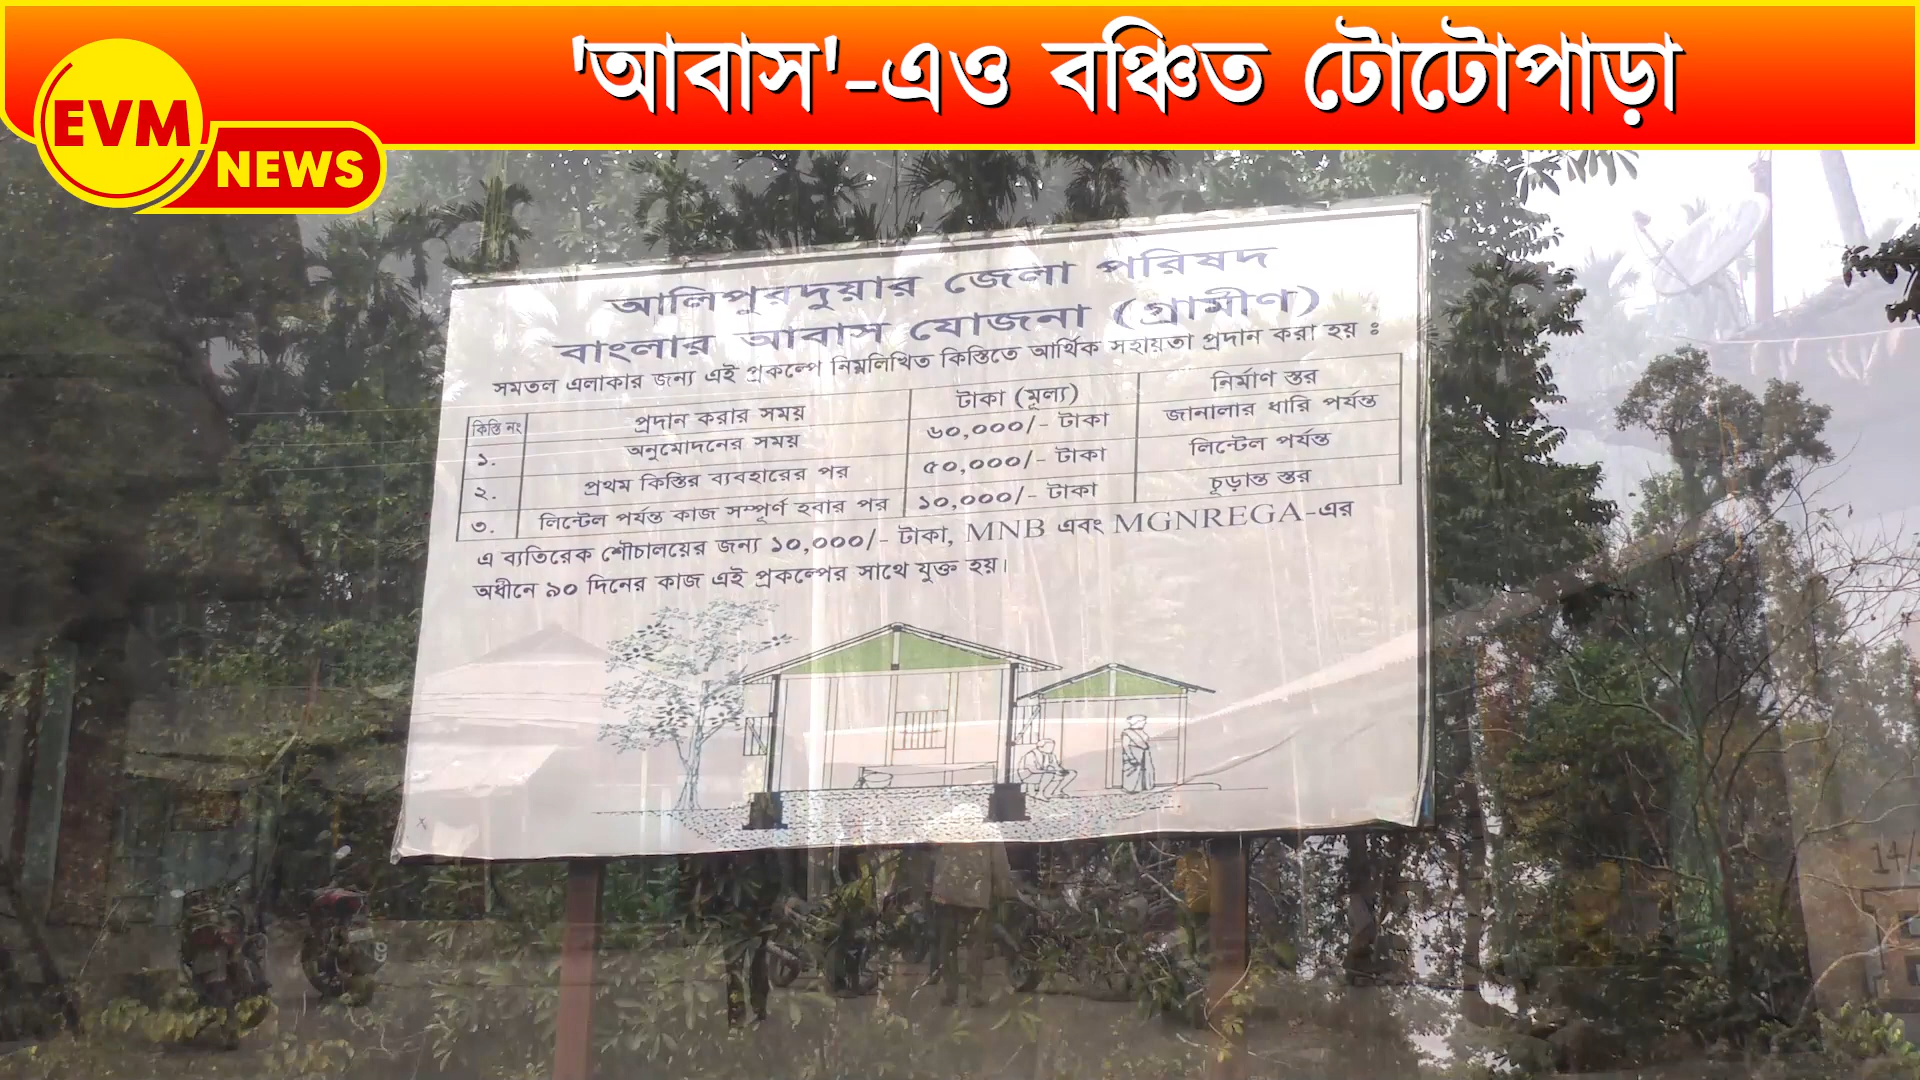 'আবাস'-এও বঞ্চিত টোটোপাড়া
EVM
NEWS
আলিপুরদুয়ার জেলা পরিষদ
বাংলার আবাস যোজনা (গ্রামীণ)
সমতল এলাকার জন্য এই প্রকল্পে নিম্নলিখিত কিস্তিতে আর্থিক সহায়তা প্রদান করা হয় ঃ
কিস্তি নং প্রদান করার সময় টাকা (মূল্য) নির্মাণ স্তর
১. অনুমোদনের সময় ৬০,০০০/- টাকা জানালার ধারি পর্যন্ত
২. প্রথম কিস্তির ব্যবহারের পর ৫০,০০০/- টাকা লিন্টেল পর্যন্ত
৩. লিন্টেল পর্যন্ত কাজ সম্পূর্ণ হবার পর ১০,০০০/- টাকা চূড়ান্ত স্তর
এ ব্যতিরেক শৌচালয়ের জন্য ১০,০০০/- টাকা, MNB এবং MGNREGA-এর
অধীনে ৯০ দিনের কাজ এই প্রকল্পের সাথে যুক্ত হয়।